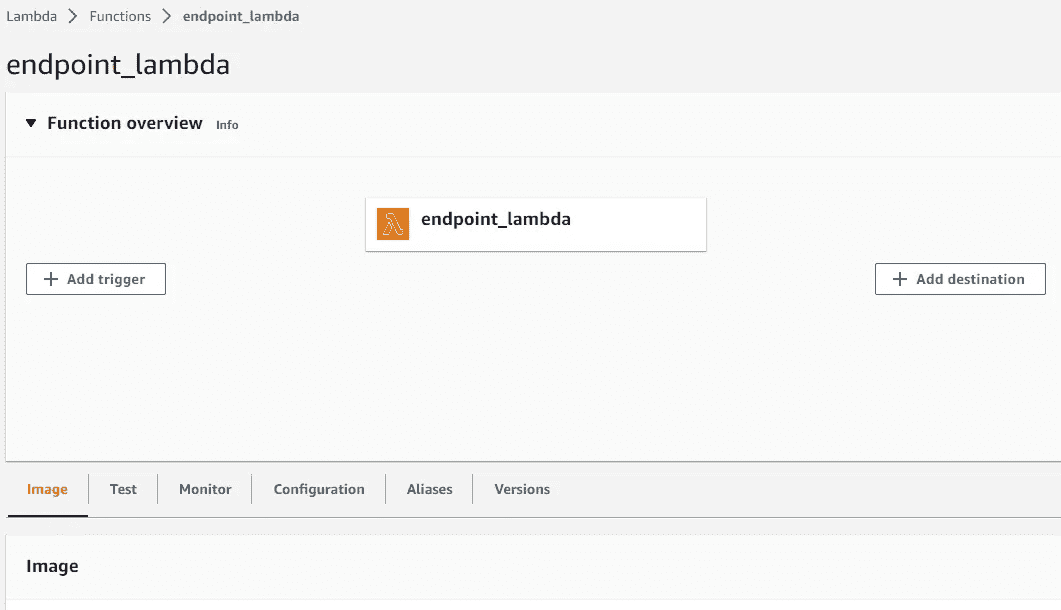 Lambda > Functions > endpoint_lambda
endpoint_lambda
Function overview Info
endpoint_lambda
+ Add trigger
+ Add destination
Image Test Monitor Configuration Aliases Versions
Image